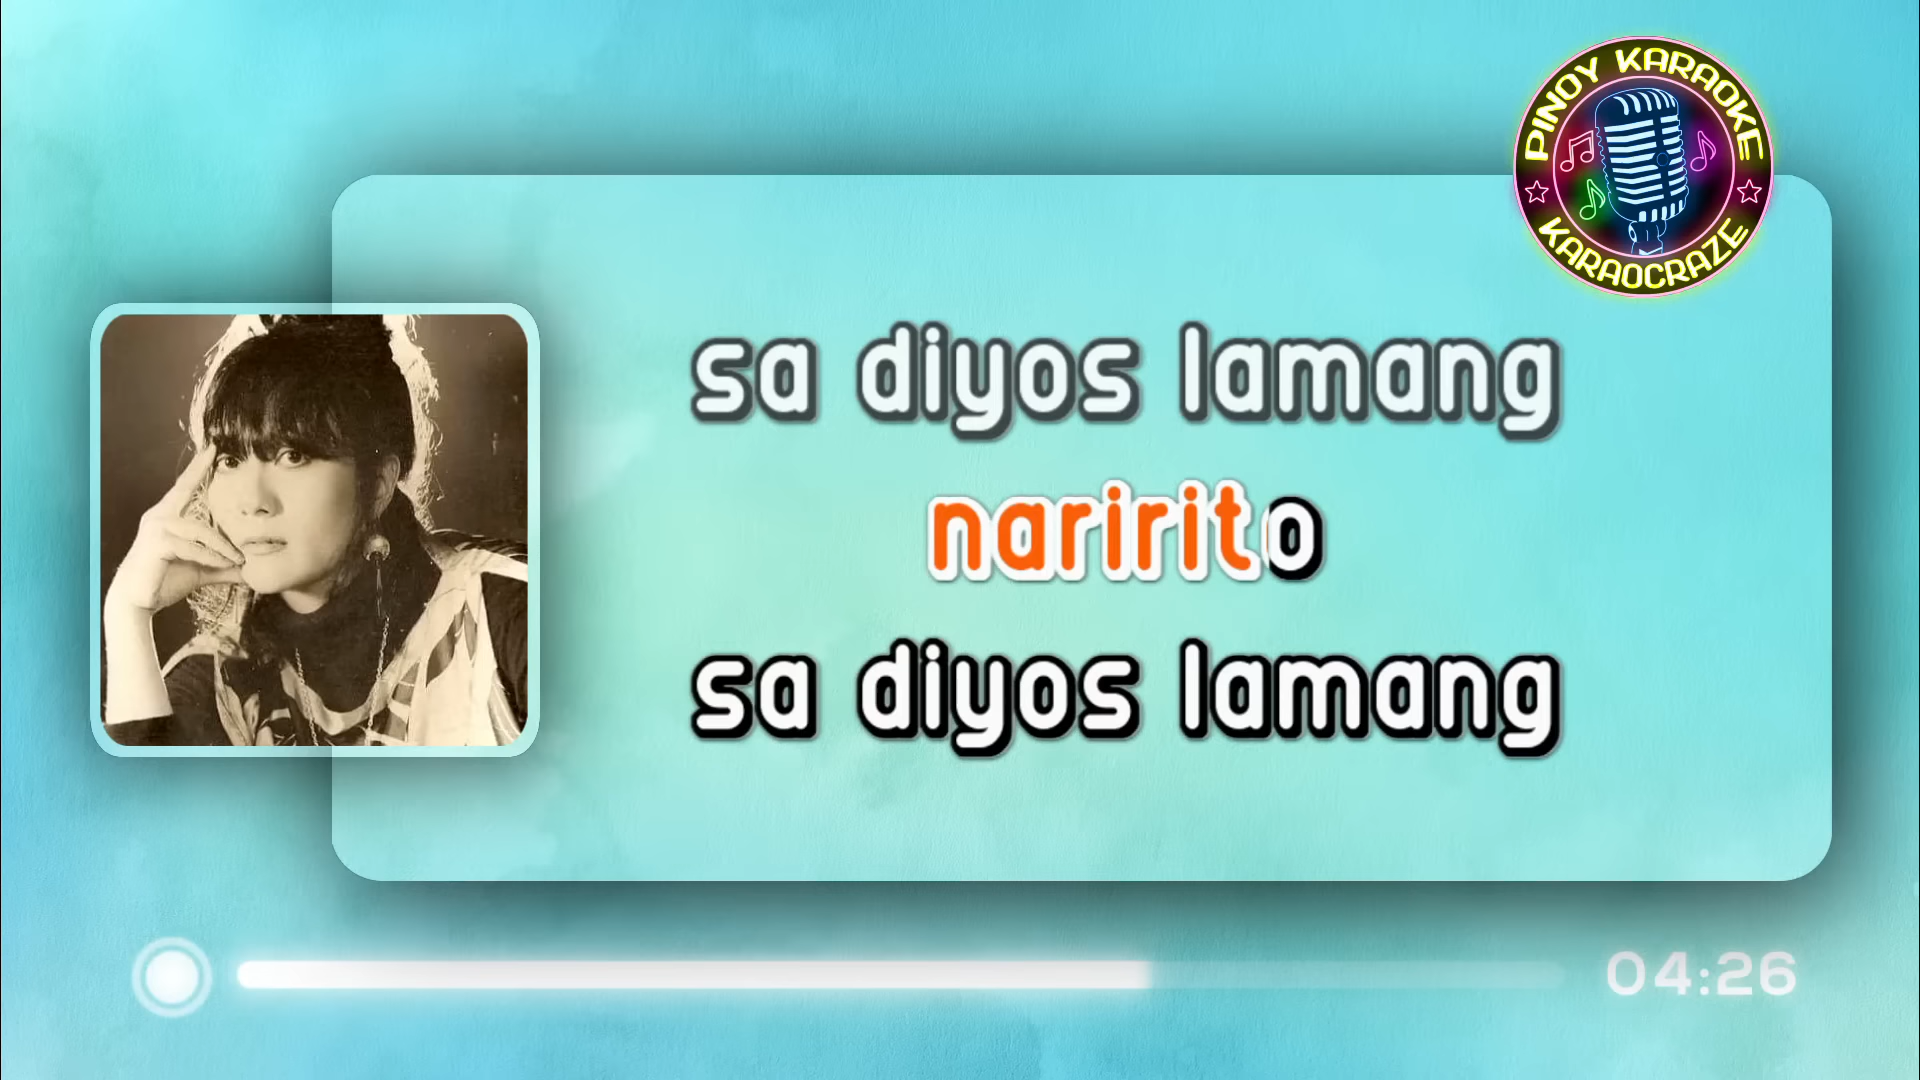 PINOY KARAOKE
KARAOCRAZE
sa diyos lamang
naririto
sa diyos lamang
04:26